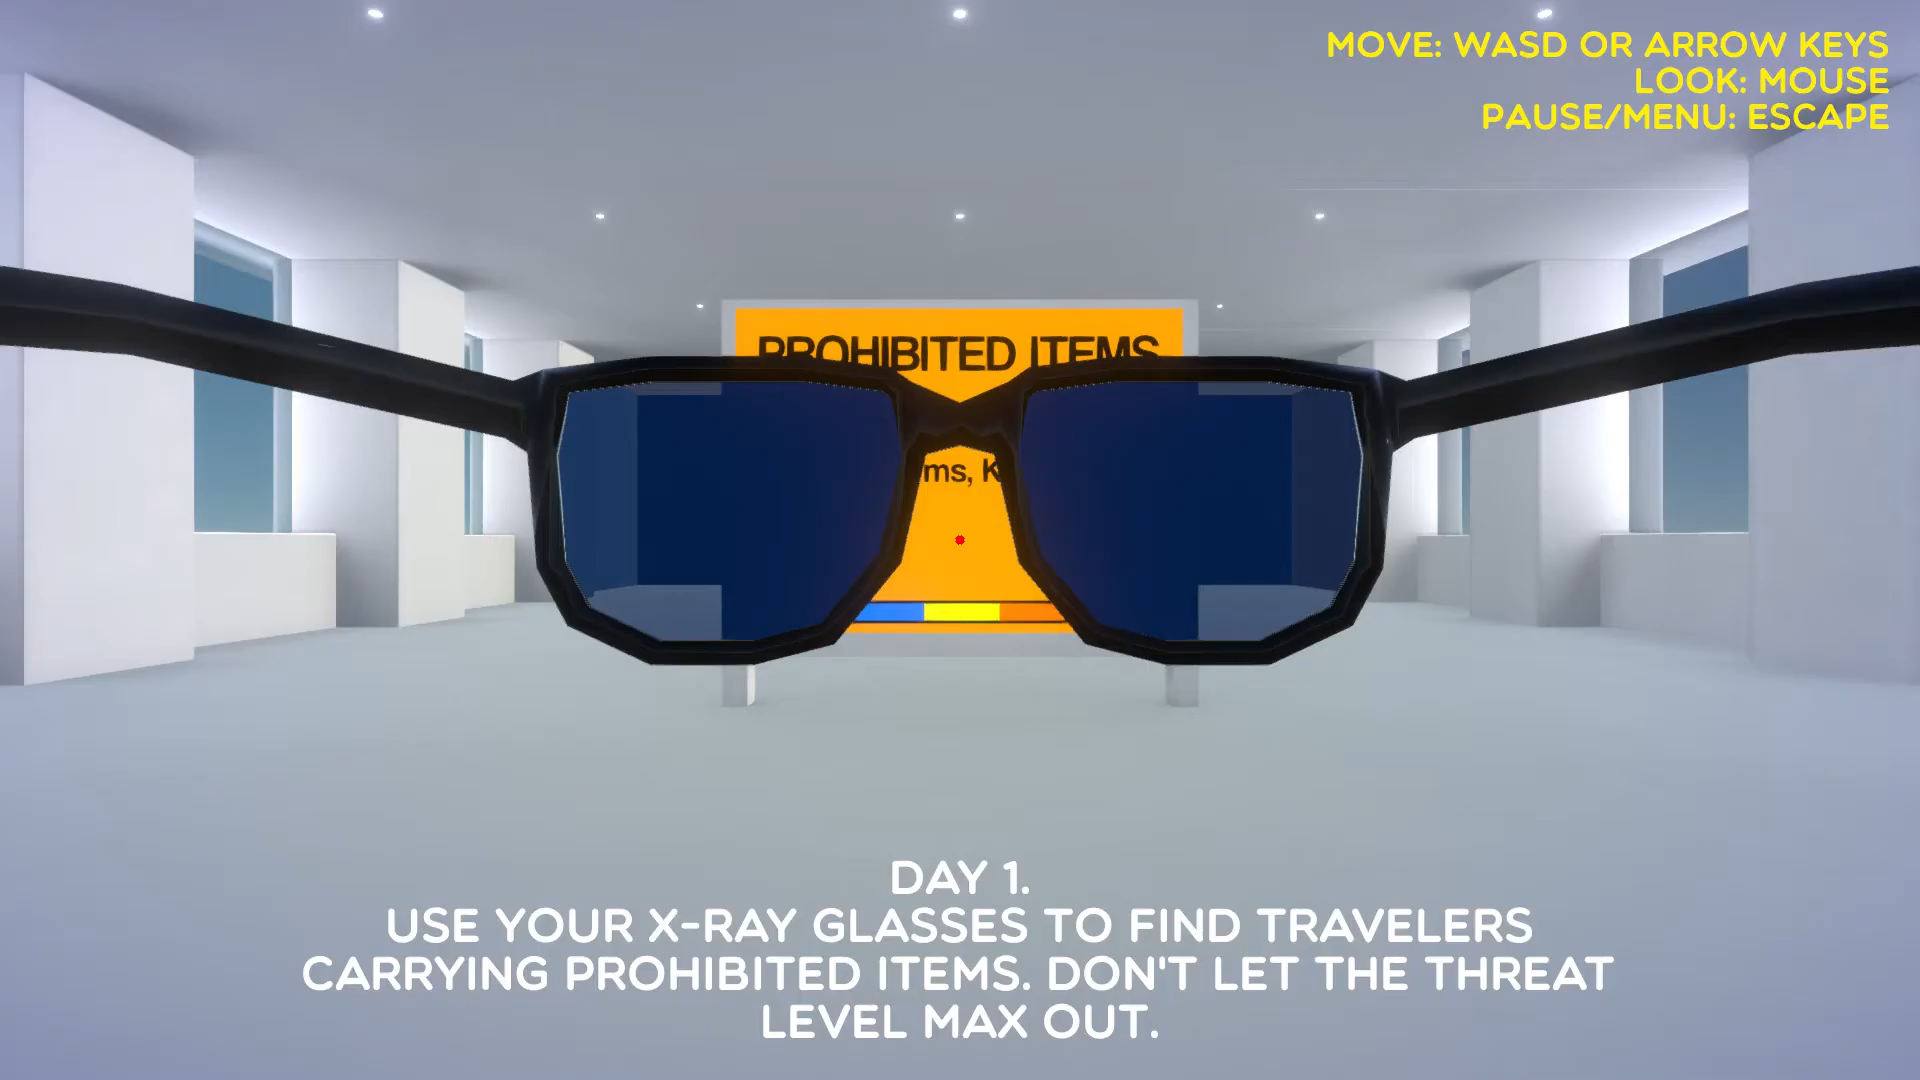 MOVE: WASD OR ARROW KEYS
LOOK: MOUSE
PAUSE/MENU: ESCAPE
PROHIBITED ITEMS
DAY 1.
USE YOUR X-RAY GLASSES TO FIND TRAVELERS
CARRYING PROHIBITED ITEMS. DON'T LET THE THREAT
LEVEL MAX OUT.